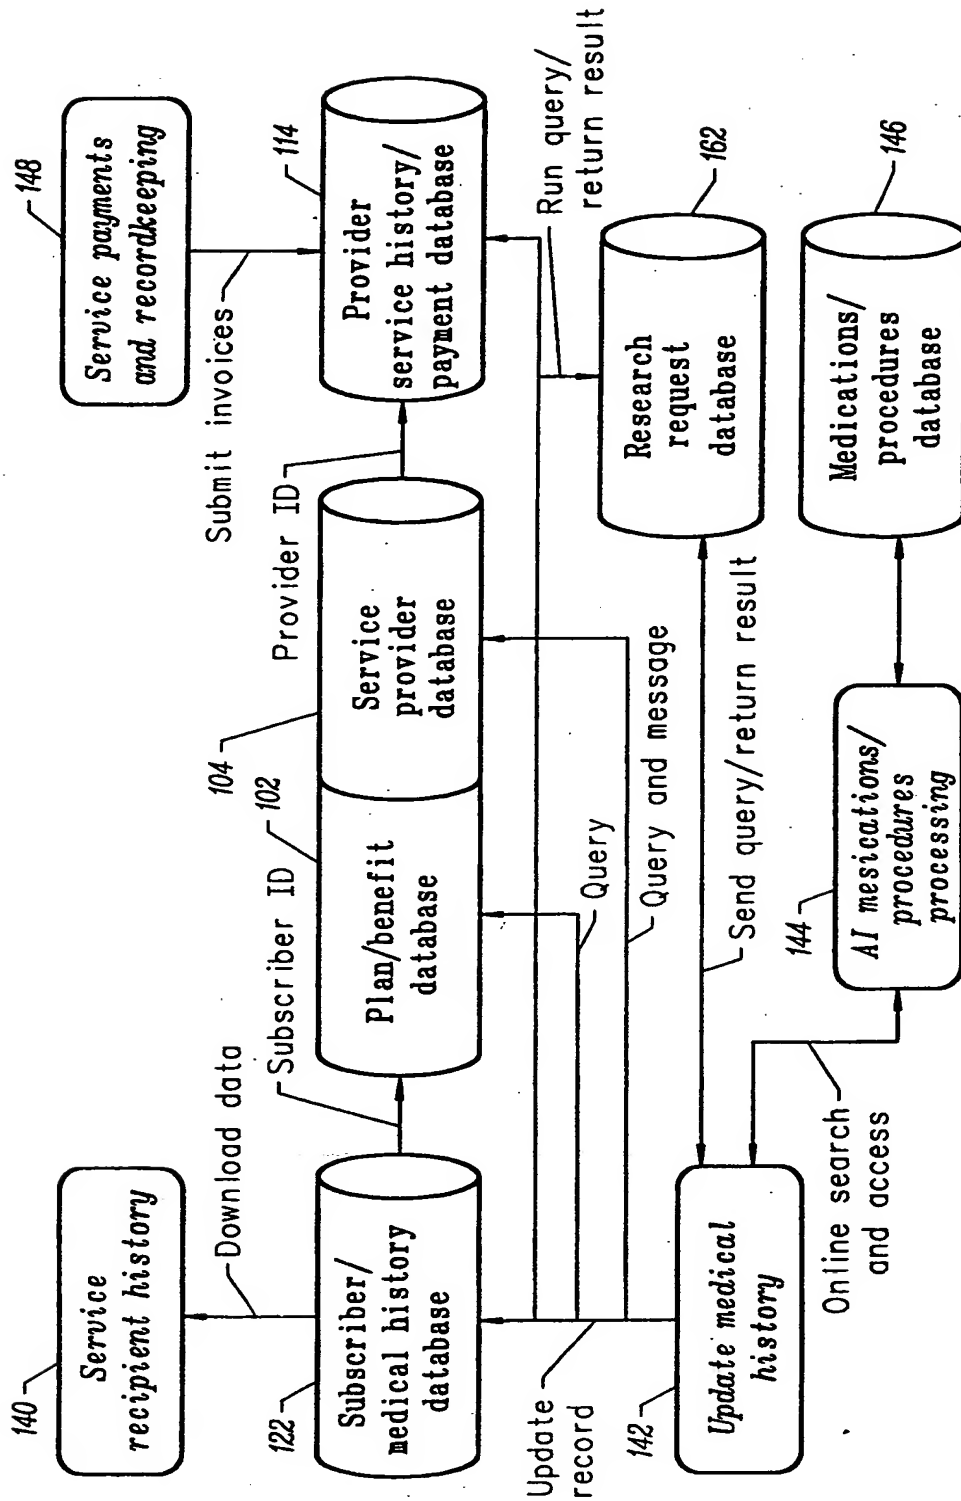 140
Service
recipient history
Download data
148
Service payments
and recordkeeping
Submit invoices
122
Subscriber/
medical history
database
Subscriber ID
102
Plan/benefit
database
104
Service
provider
database
Provider ID
114
Provider
service history/
payment database
Update
record
Query
Query and message
Run query/
return result
142
Update medical
history
Send query/return result
162
Research
request
database
Online search
and access
144
AI mesications/
procedures
processing
146
Medications/
procedures
database